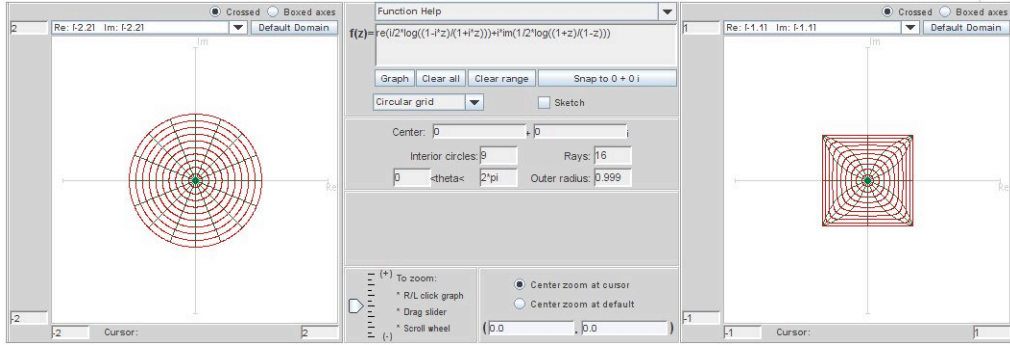 Crossed Boxed axes
2 Re: [-2,2] Im: [-2,2] Default Domain
Im
Re
-2
-2 Cursor: 2
Function Help
f(z)= re(i/2*log((1-i*z)/(1+i*z)))+i*im(1/2*log((1+z)/(1-z)))
Graph Clear all Clear range Snap to 0 + 0 i
Circular grid Sketch
Center: 0 + 0 i
Interior circles: 9 Rays: 16
0 <theta< 2*pi Outer radius: 0.999
(+) To zoom:
* R/L click graph
* Drag slider
* Scroll wheel
(-)
Center zoom at cursor
Center zoom at default
( 0.0 , 0.0 )
Crossed Boxed axes
1 Re: [-1,1] Im: [-1,1] Default Domain
Im
Re
-1
-1 Cursor: 1